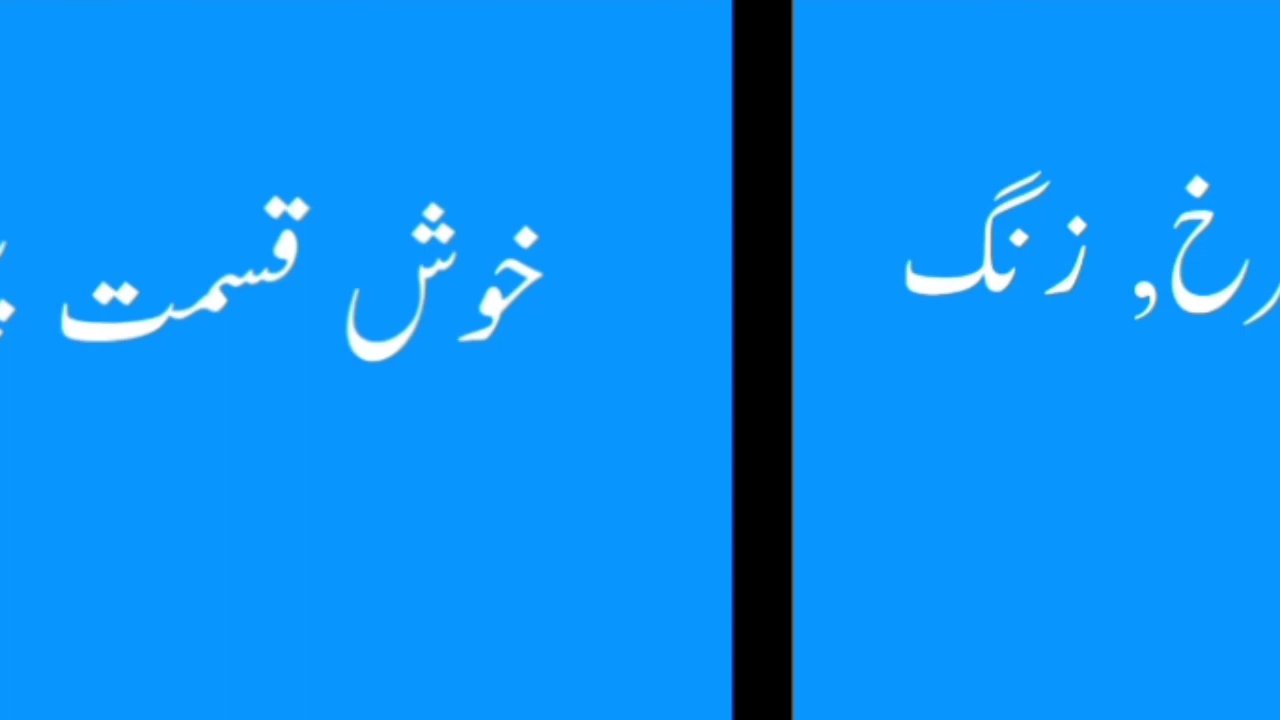 خوش قسمت
رخ, زنگ